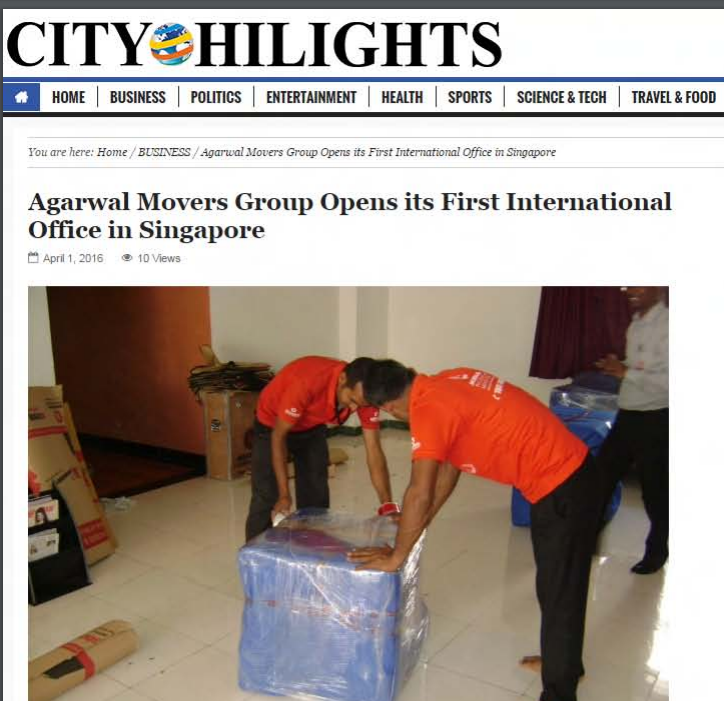 CITY HILIGHTS
HOME BUSINESS POLITICS ENTERTAINMENT HEALTH SPORTS SCIENCE & TECH TRAVEL & FOOD
You are here: Home / BUSINESS / Agarwal Movers Group Opens its First International Office in Singapore
Agarwal Movers Group Opens its First International
Office in Singapore
April 1, 2016 10 Views